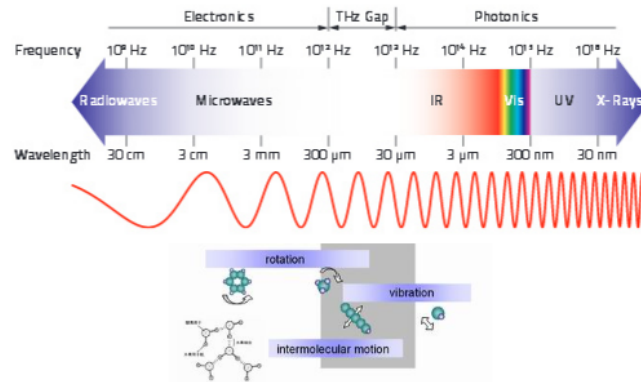 Electronics THz Gap Photonics
Frequency 10⁹ Hz 10¹⁰ Hz 10¹¹ Hz 10¹² Hz 10¹³ Hz 10¹⁴ Hz 10¹⁵ Hz 10¹⁶ Hz
Radiowaves Microwaves IR Vis UV X-Rays
Wavelength 30 cm 3 cm 3 mm 300 µm 30 µm 3 µm 300 nm 30 nm
rotation
vibration
intermolecular motion